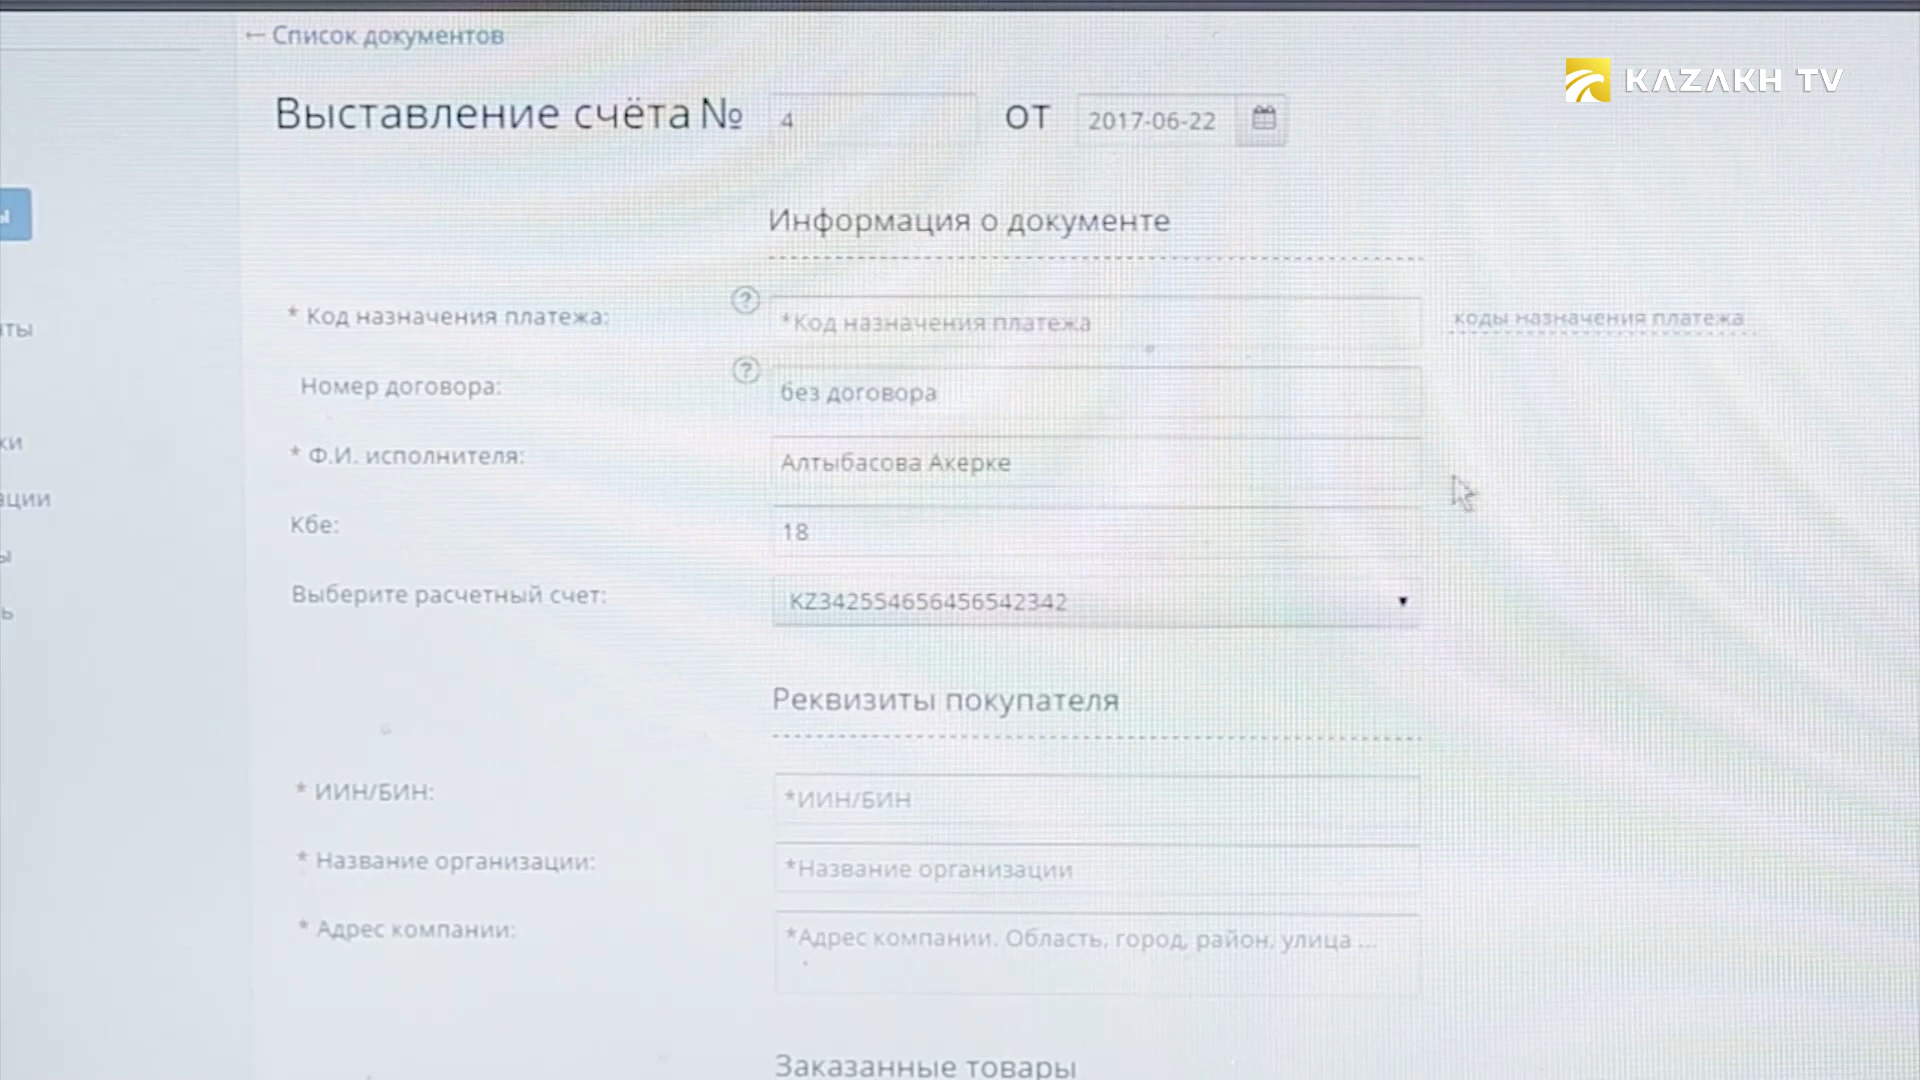 ← Список документов
KAZAKH TV
Выставление счёта № 4 от 2017-06-22
ы
Информация о документе
* Код назначения платежа: ? *Код назначения платежа коды назначения платежа
Номер договора: ? без договора
* Ф.И. исполнителя: Алтыбасова Акерке
Кбе: 18
Выберите расчетный счет: KZ342554656456542342
Реквизиты покупателя
* ИИН/БИН: *ИИН/БИН
* Название организации: *Название организации
* Адрес компании: *Адрес компании. Область, город, район, улица ...
Заказанные товары